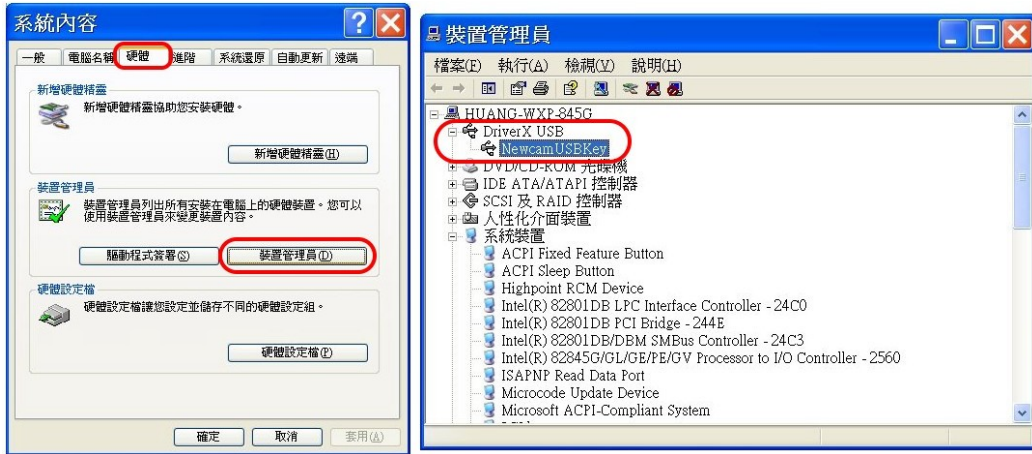 系統內容
一般 電腦名稱 硬體 進階 系統還原 自動更新 遠端
新增硬體精靈
新增硬體精靈協助您安裝硬體。
新增硬體精靈(H)
裝置管理員
裝置管理員列出所有安裝在電腦上的硬體裝置。您可以
使用裝置管理員來變更裝置內容。
驅動程式簽署(S) 裝置管理員(D)
硬體設定檔
硬體設定檔讓您設定並儲存不同的硬體設定組。
硬體設定檔(P)
確定 取消 套用(A)
裝置管理員
檔案(F) 執行(A) 檢視(V) 說明(H)
HUANG-WXP-845G
DriverX USB
NewcamUSBKey
DVD/CD-ROM 光碟機
IDE ATA/ATAPI 控制器
SCSI 及 RAID 控制器
人性化介面裝置
系統裝置
ACPI Fixed Feature Button
ACPI Sleep Button
Highpoint RCM Device
Intel(R) 82801DB LPC Interface Controller - 24C0
Intel(R) 82801DB PCI Bridge - 244E
Intel(R) 82801DB/DBM SMBus Controller - 24C3
Intel(R) 82845G/GL/GE/PE/GV Processor to I/O Controller - 2560
ISAPNP Read Data Port
Microcode Update Device
Microsoft ACPI-Compliant System